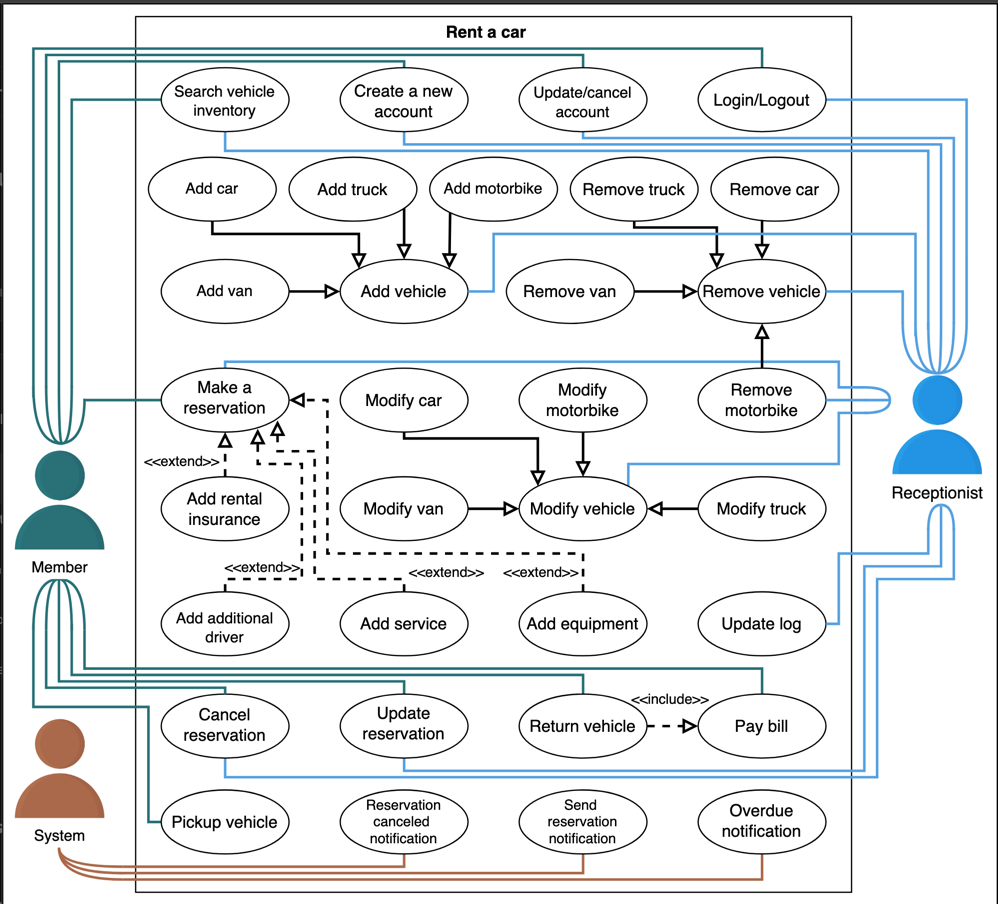 Rent a car
Search vehicle
inventory
Create a new
account
Update/cancel
account
Login/Logout
Add car
Add truck
Add motorbike
Remove truck
Remove car
Add van
Add vehicle
Remove van
Remove vehicle
Make a
reservation
Modify car
Modify
motorbike
Remove
motorbike
<<extend>>
Add rental
insurance
Modify van
Modify vehicle
Modify truck
Receptionist
Member
<<extend>>
<<extend>>
<<extend>>
Add additional
driver
Add service
Add equipment
Update log
Cancel
reservation
Update
reservation
Return vehicle
<<include>>
Pay bill
System
Pickup vehicle
Reservation
canceled
notification
Send
reservation
notification
Overdue
notification